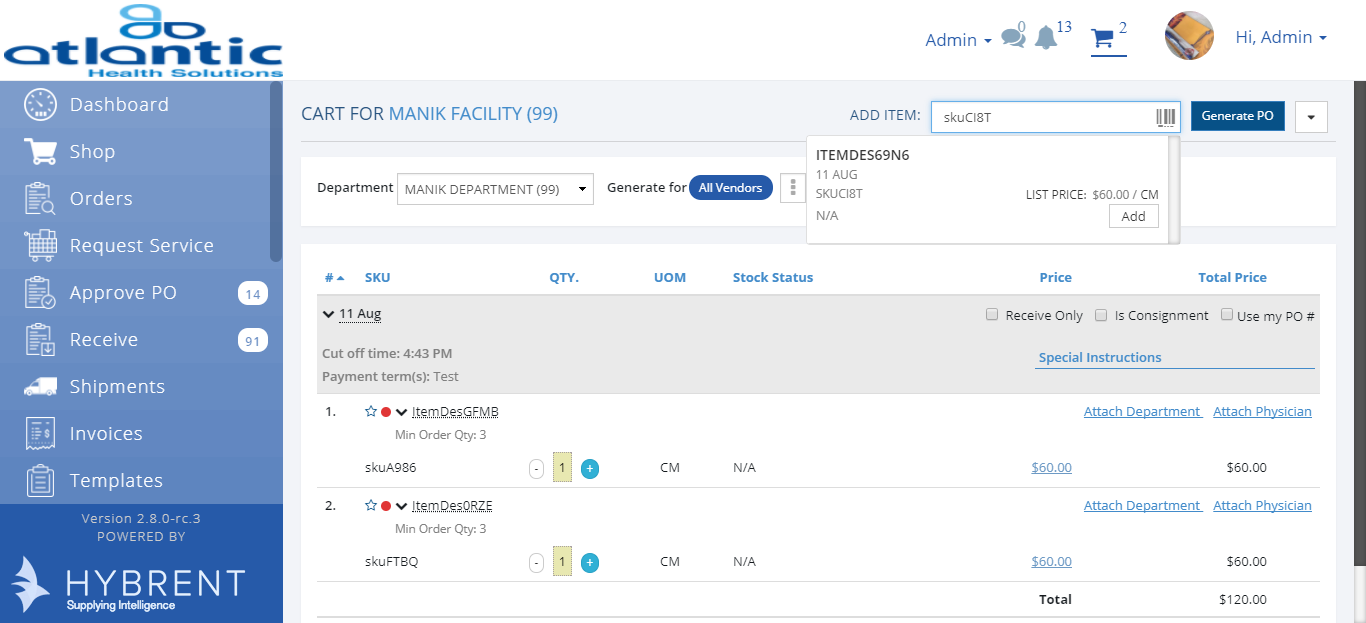 atlantic
Health Solutions
Admin
0
13
2
Hi, Admin
Dashboard
Shop
Orders
Request Service
Approve PO 14
Receive 91
Shipments
Invoices
Templates
Version 2.8.0-rc.3
POWERED BY
HYBRENT
Supplying Intelligence
CART FOR MANIK FACILITY (99)
ADD ITEM: skuCI8T
Generate PO
ITEMDES69N6
11 AUG
SKUCI8T
LIST PRICE: $60.00 / CM
N/A
Add
Department MANIK DEPARTMENT (99) Generate for All Vendors
# SKU QTY. UOM Stock Status Price Total Price
11 Aug Receive Only Is Consignment Use my PO #
Cut off time: 4:43 PM
Special Instructions
Payment term(s): Test
1. ItemDesGFMB Attach Department Attach Physician
Min Order Qty: 3
skuA986 - 1 + CM N/A $60.00 $60.00
2. ItemDes0RZE Attach Department Attach Physician
Min Order Qty: 3
skuFTBQ - 1 + CM N/A $60.00 $60.00
Total $120.00